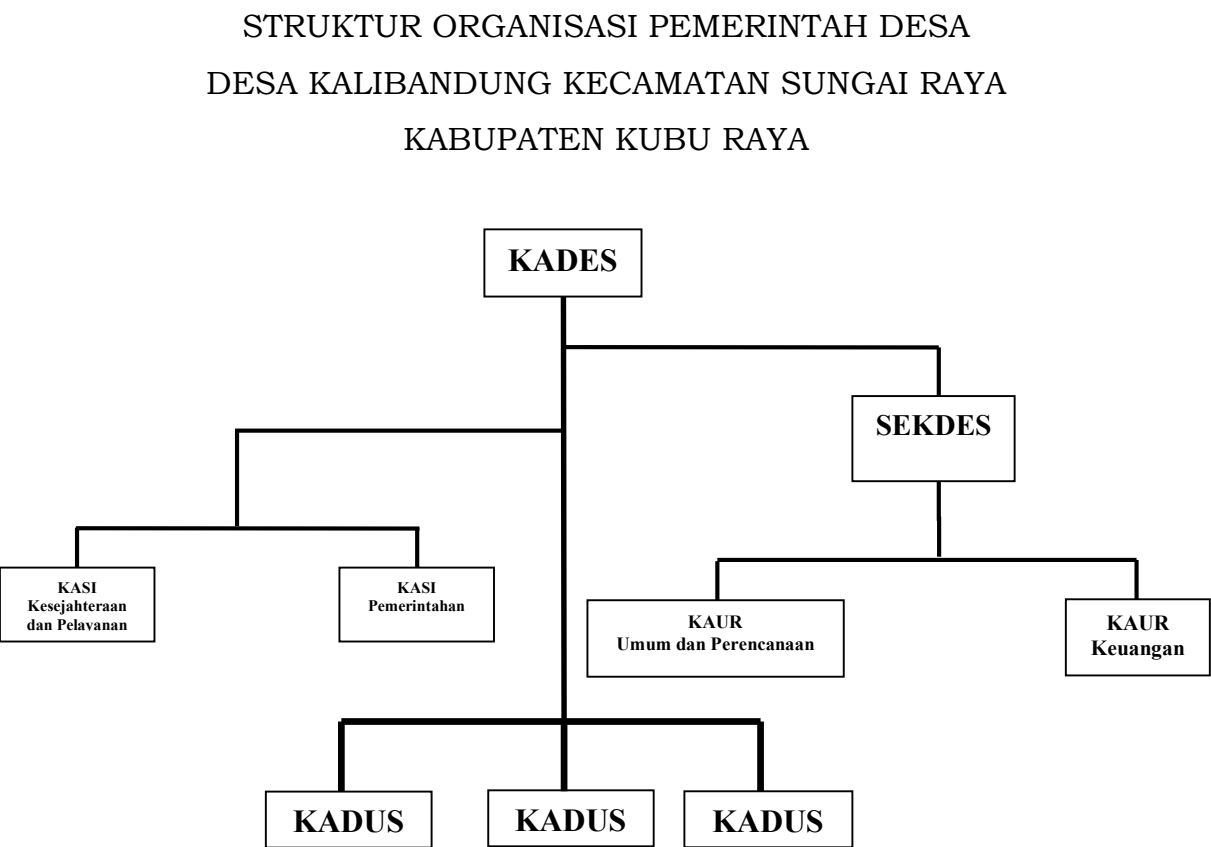 STRUKTUR ORGANISASI PEMERINTAH DESA
DESA KALIBANDUNG KECAMATAN SUNGAI RAYA
KABUPATEN KUBU RAYA
KADES
SEKDES
KASI
Kesejahteraan
dan Pelavanan
KASI
Pemerintahan
KAUR
Umum dan Perencanaan
KAUR
Keuangan
KADUS
KADUS
KADUS